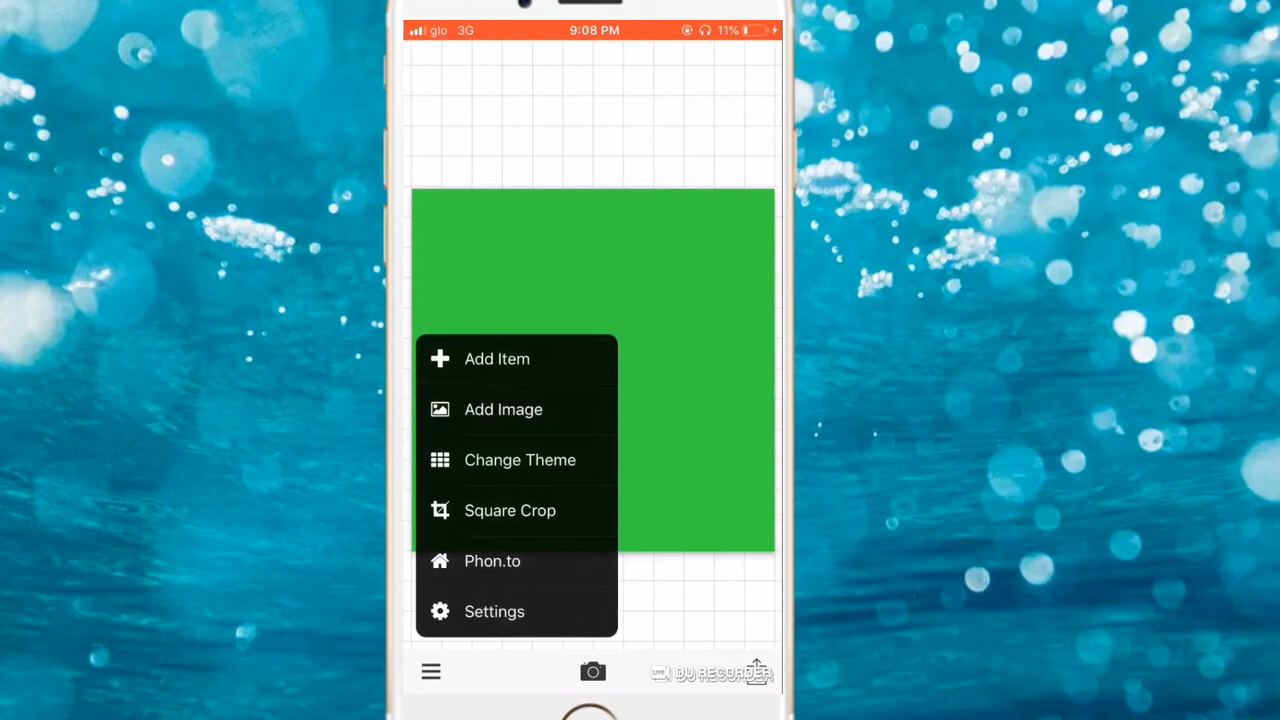 glo 3G 9:08 PM 11%
Add Item
Add Image
Change Theme
Square Crop
Phon.to
Settings
LIVE DU RECORDER